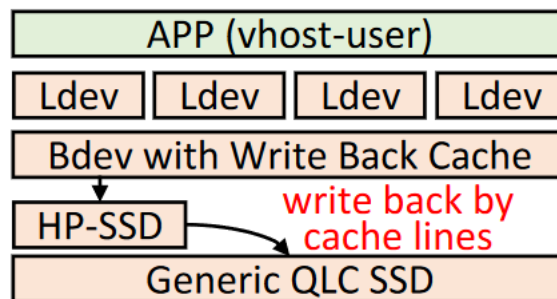 APP (vhost-user)
Ldev Ldev Ldev Ldev
Bdev with Write Back Cache
write back by
HP-SSD
cache lines
Generic QLC SSD